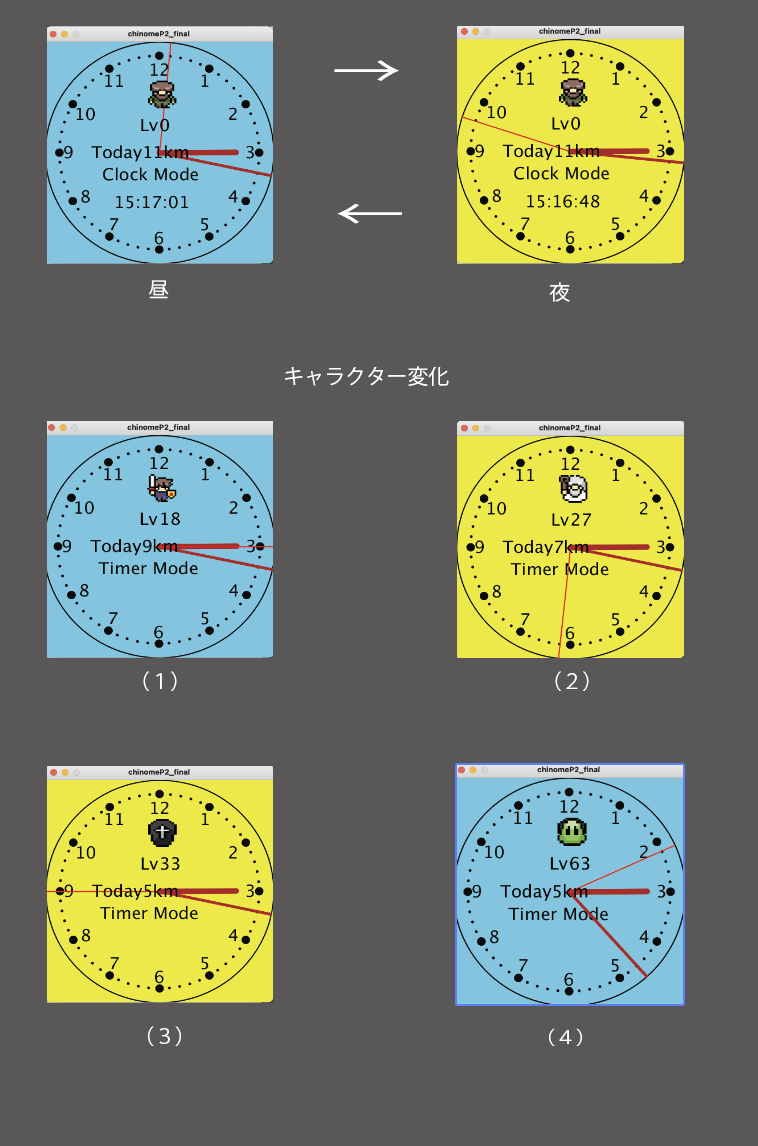 chinomeP2_final
12
11
1
10
2
Lv0
9
Today11km
3
Clock Mode
8
4
15:17:01
7
5
6
昼
chinomeP2_final
12
11
1
10
2
Lv0
9
Today11km
3
Clock Mode
8
4
15:16:48
7
5
6
夜
キャラクター変化
chinomeP2_final
12
11
1
10
2
Lv18
9
Today9km
3
Timer Mode
8
4
7
5
6
（1）
chinomeP2_final
12
11
1
10
2
Lv27
9
Today7km
3
Timer Mode
8
4
7
5
6
（2）
chinomeP2_final
12
11
1
10
2
Lv33
9
Today5km
3
Timer Mode
8
4
7
5
6
（3）
chinomeP2_final
12
11
1
10
2
Lv63
9
Today5km
3
Timer Mode
8
4
7
5
6
（4）